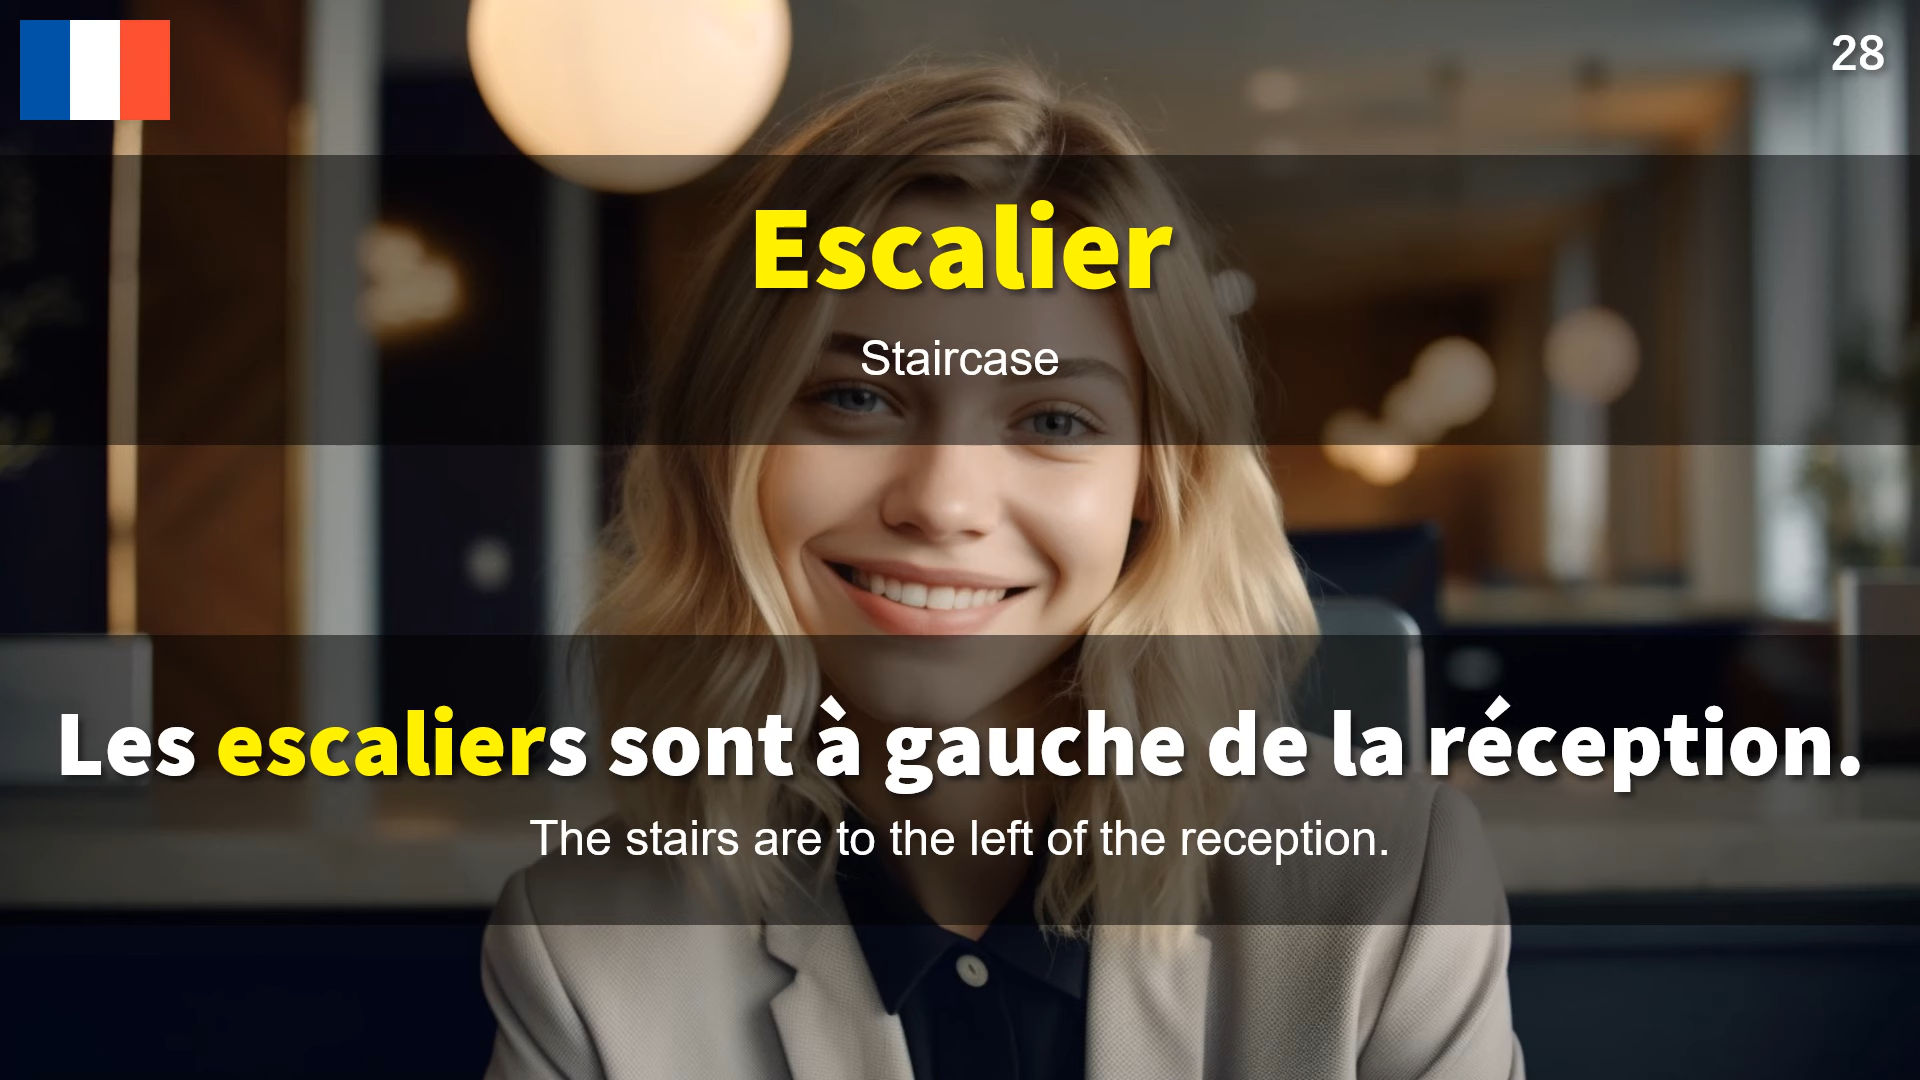 28
Escalier
Staircase
Les escaliers sont à gauche de la réception.
The stairs are to the left of the reception.